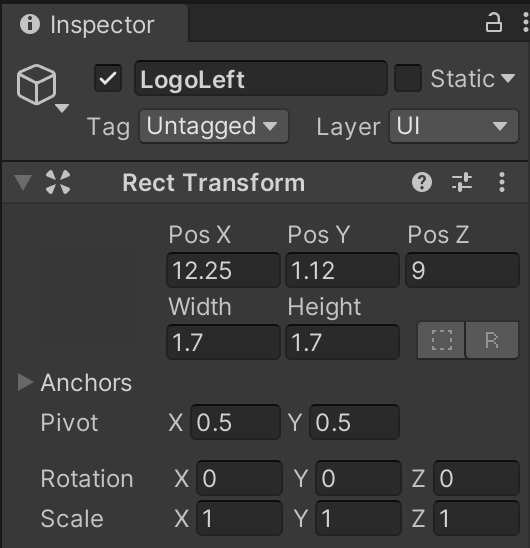 Inspector
LogoLeft Static
Tag Untagged Layer UI
Rect Transform
Pos X Pos Y Pos Z
12.25 1.12 9
Width Height
1.7 1.7 R
Anchors
Pivot X 0.5 Y 0.5
Rotation X 0 Y 0 Z 0
Scale X 1 Y 1 Z 1